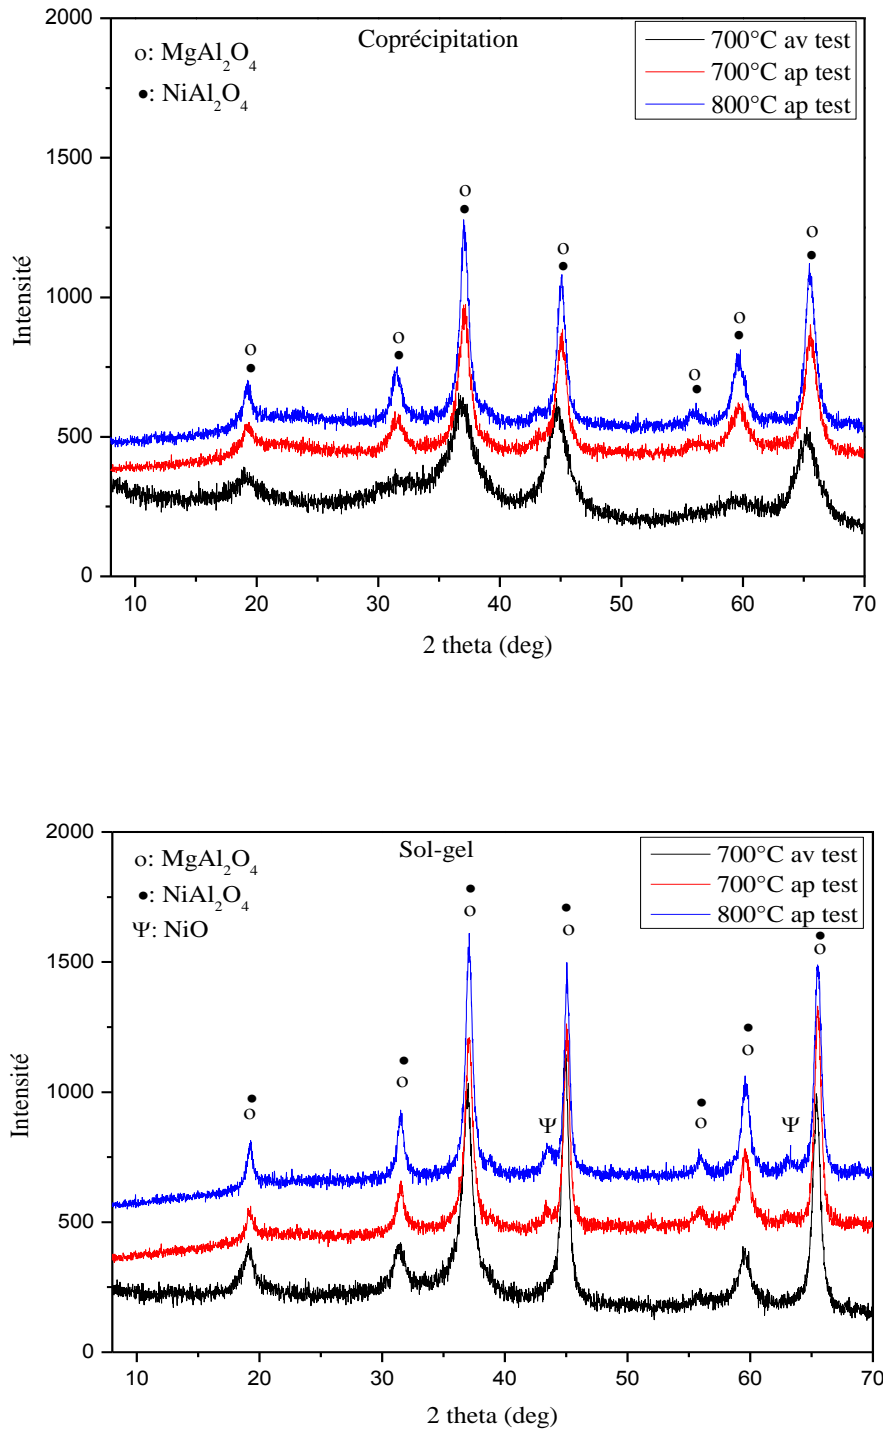 Coprécipitation
o: MgAl₂O₄
●: NiAl₂O₄
700°C av test
700°C ap test
800°C ap test
2000
1500
1000
500
0
Intensité
o
●
o
●
o
●
o
●
o
●
o
●
o
●
10 20 30 40 50 60 70
2 theta (deg)
Sol-gel
o: MgAl₂O₄
●: NiAl₂O₄
Ψ: NiO
700°C av test
700°C ap test
800°C ap test
2000
1500
1000
500
0
Intensité
●
o
●
o
●
o
Ψ
●
o
●
o
●
o
Ψ
●
o
10 20 30 40 50 60 70
2 theta (deg)